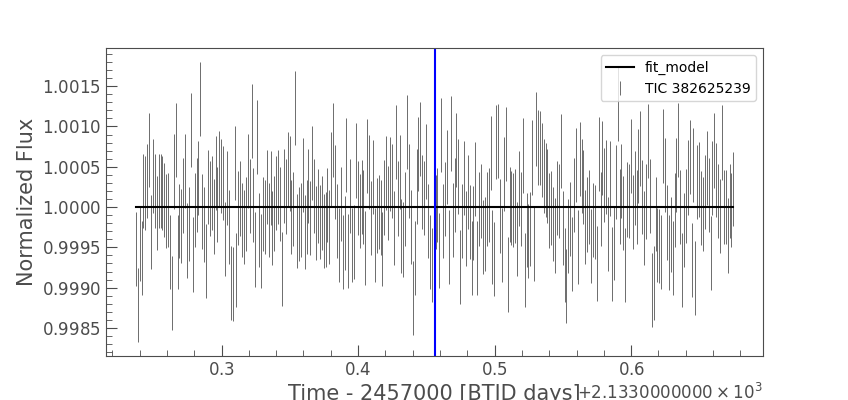 Normalized Flux
1.0015
1.0010
1.0005
1.0000
0.9995
0.9990
0.9985
fit_model
TIC 382625239
0.3
0.4
0.5
0.6
Time - 2457000 [BTJD days]
+2.1330000000 × 10³